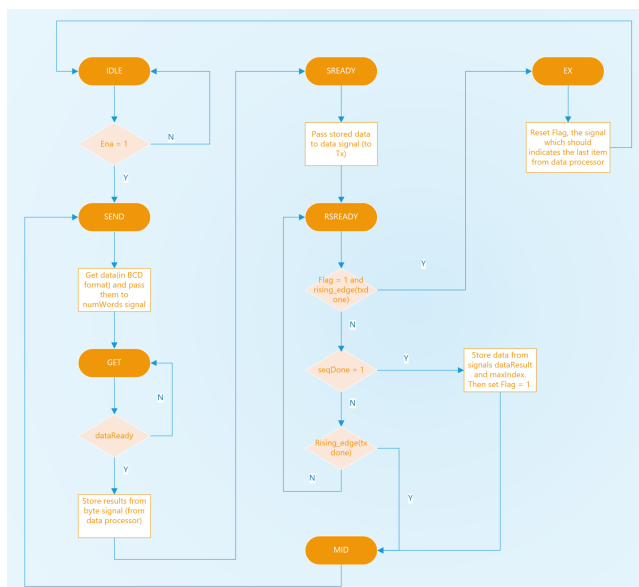 IDLE
Ena = 1
N
Y
SEND
Get data(in BCD
format) and pass
them to
numWords signal
GET
N
dataReady
Y
Store results from
byte signal (from
data processor)
SREADY
Pass stored data
to data signal (to
Tx)
RSREADY
Flag = 1 and
rising_edge(txd
one)
Y
N
seqDone = 1
Y
N
Store data from
signals dataResult
and maxIndex.
Then set Flag = 1.
Rising_edge(tx
done)
N
Y
MID
EX
Reset Flag, the signal
which should
indicates the last item
from data processor